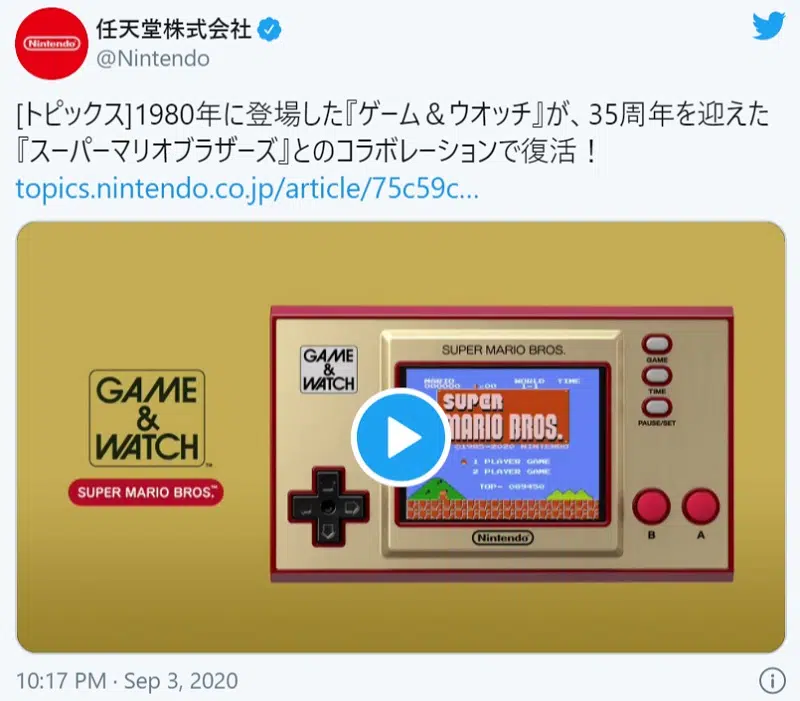 Nintendo
任天堂株式会社
@Nintendo
[トピックス]1980年に登場した『ゲーム＆ウオッチ』が、35周年を迎えた
『スーパーマリオブラザーズ』とのコラボレーションで復活！
topics.nintendo.co.jp/article/75c59c...
GAME
&
WATCH™
SUPER MARIO BROS.™
GAME
&
WATCH
SUPER MARIO BROS.
MARIO WORLD TIME
000000 1-1
SUPER
MARIO BROS.
©1985-2020 NINTENDO
1 PLAYER GAME
2 PLAYER GAME
TOP- 089450
Nintendo
GAME
TIME
PAUSE/SET
B A
10:17 PM · Sep 3, 2020